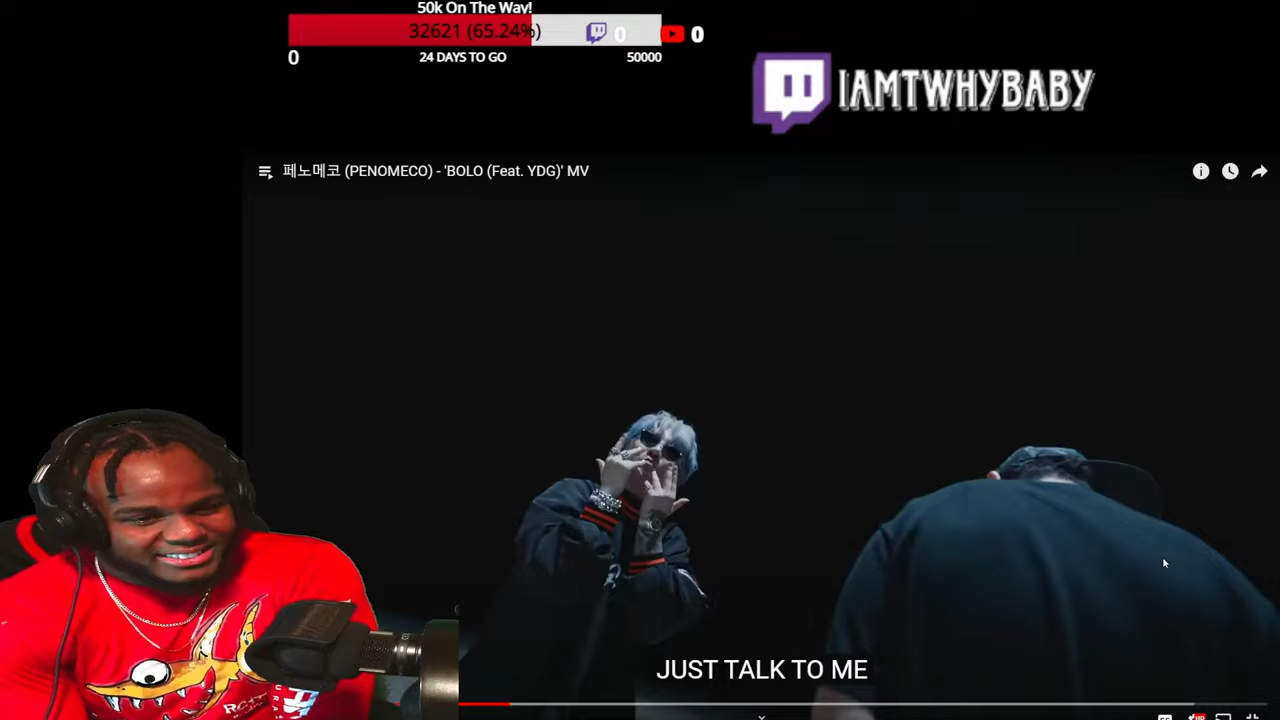 50k On The Way!
32621 (65.24%)
0
0
0
24 DAYS TO GO
50000
IAMTWHYBABY
페노메코 (PENOMECO) - 'BOLO (Feat. YDG)' MV
JUST TALK TO ME